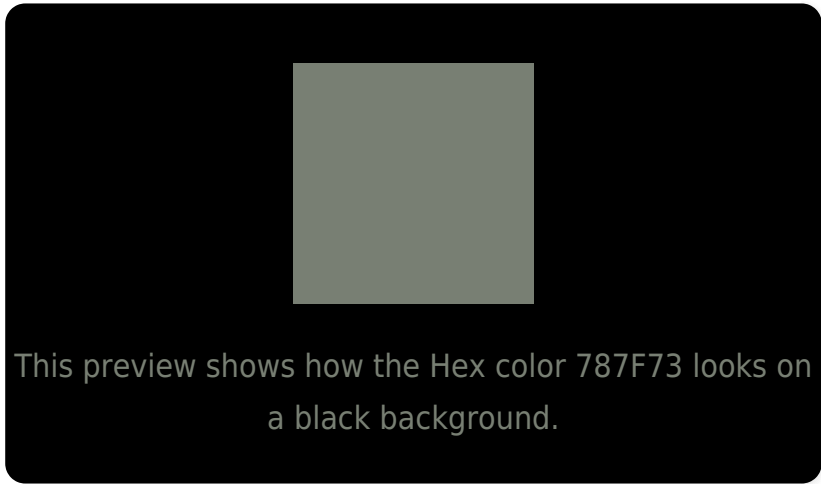 This preview shows how the Hex color 787F73 looks on
a black background.